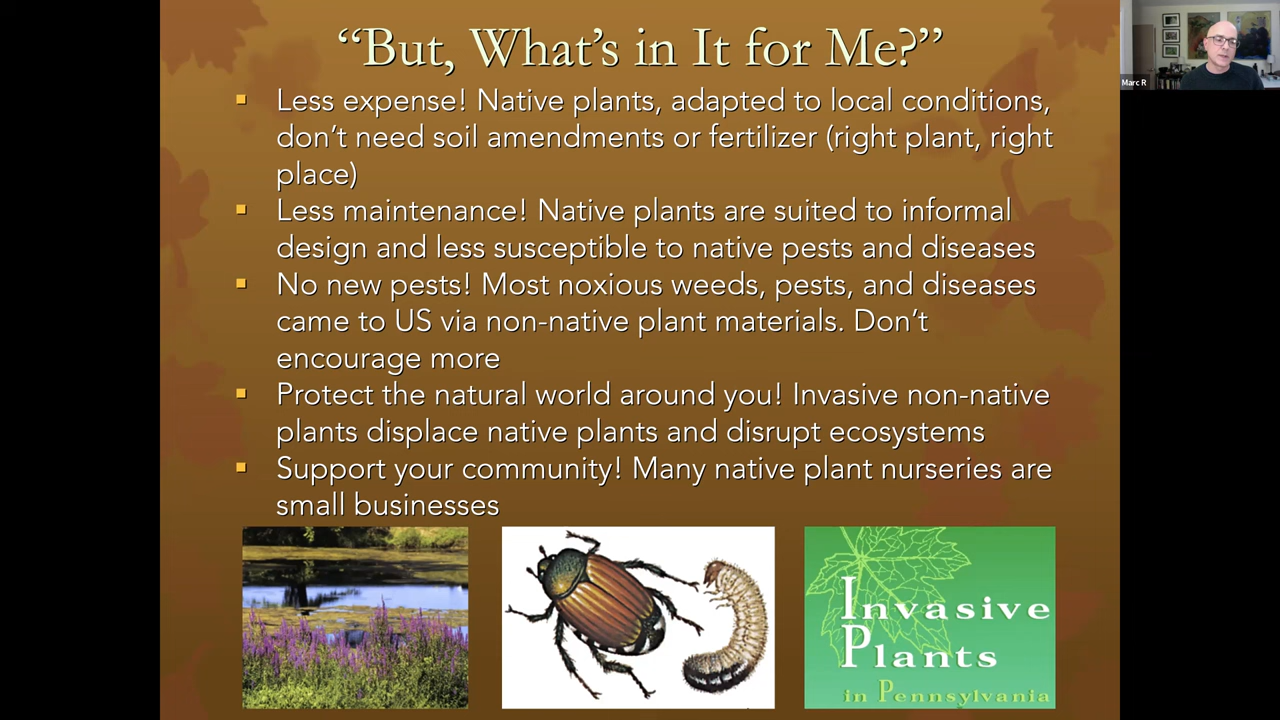 “But, What’s in It for Me?”
Marc R
Less expense! Native plants, adapted to local conditions,
don’t need soil amendments or fertilizer (right plant, right
place)
Less maintenance! Native plants are suited to informal
design and less susceptible to native pests and diseases
No new pests! Most noxious weeds, pests, and diseases
came to US via non-native plant materials. Don’t
encourage more
Protect the natural world around you! Invasive non-native
plants displace native plants and disrupt ecosystems
Support your community! Many native plant nurseries are
small businesses
Invasive
Plants
in Pennsylvania